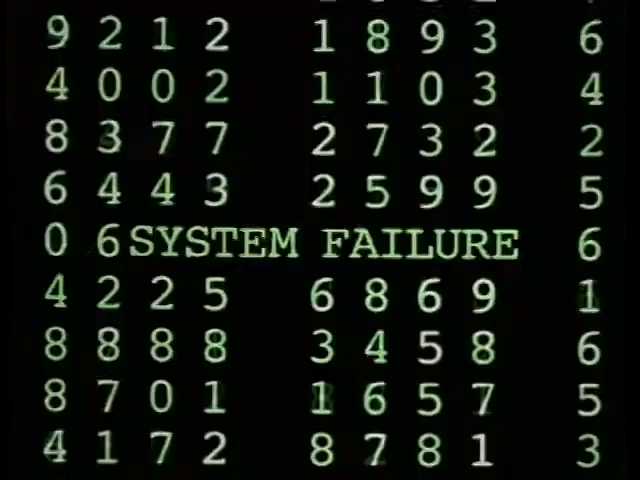 9 2 1 2 1 8 9 3 6
4 0 0 2 1 1 0 3 4
8 3 7 7 2 7 3 2 2
6 4 4 3 2 5 9 9 5
0 6 SYSTEM FAILURE 6
4 2 2 5 6 8 6 9 1
8 8 8 8 3 4 5 8 6
8 7 0 1 1 6 5 7 5
4 1 7 2 8 7 8 1 3